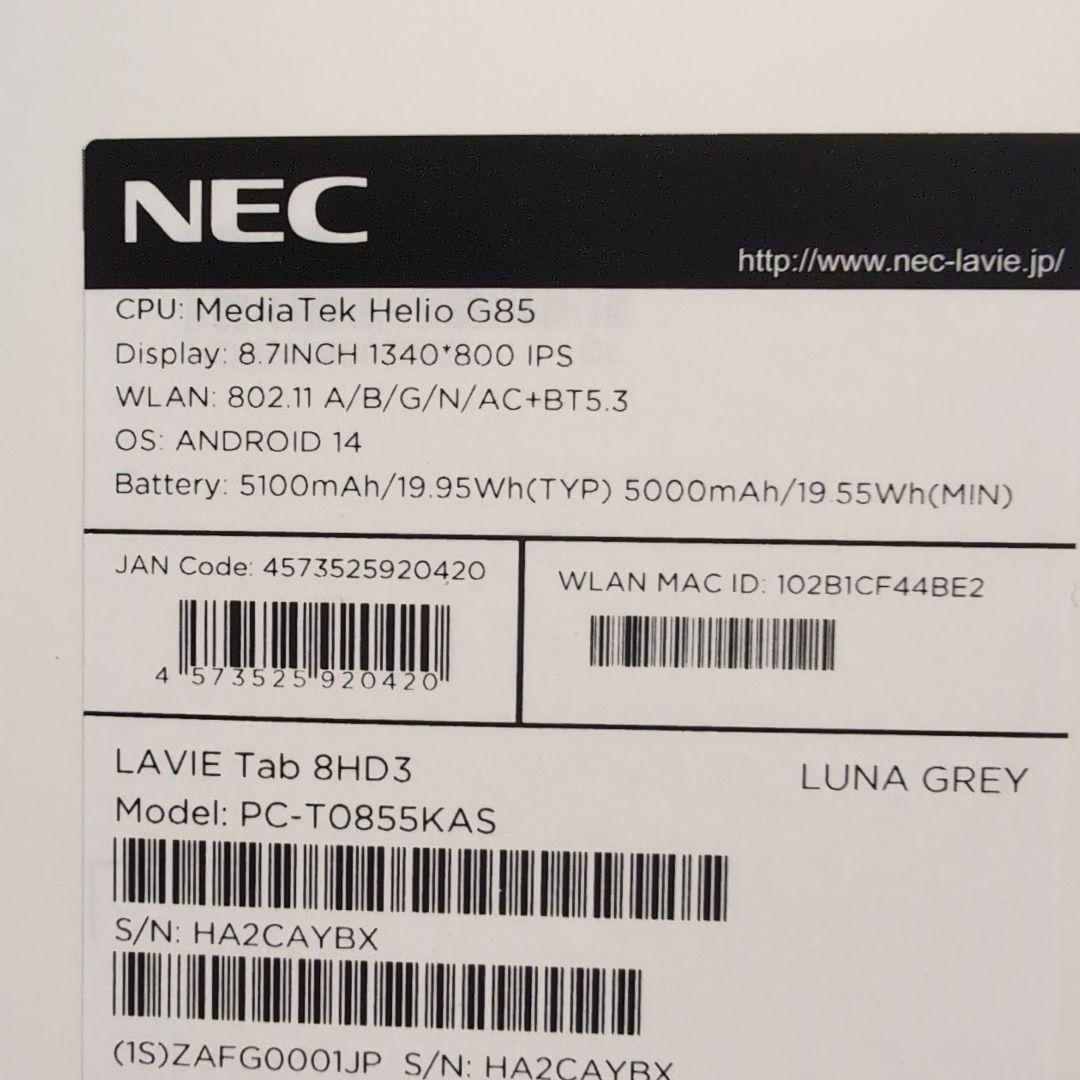 NEC
http://www.nec-lavie.jp/
CPU: MediaTek Helio G85
Display: 8.7INCH 1340*800 IPS
WLAN: 802.11 A/B/G/N/AC+BT5.3
OS: ANDROID 14
Battery: 5100mAh/19.95Wh(TYP) 5000mAh/19.55Wh(MIN)
JAN Code: 4573525920420
4 573525 920420
WLAN MAC ID: 102B1CF44BE2
LAVIE Tab 8HD3
LUNA GREY
Model: PC-T0855KAS
S/N: HA2CAYBX
(1S)ZAFG0001JP S/N: HA2CAYBX